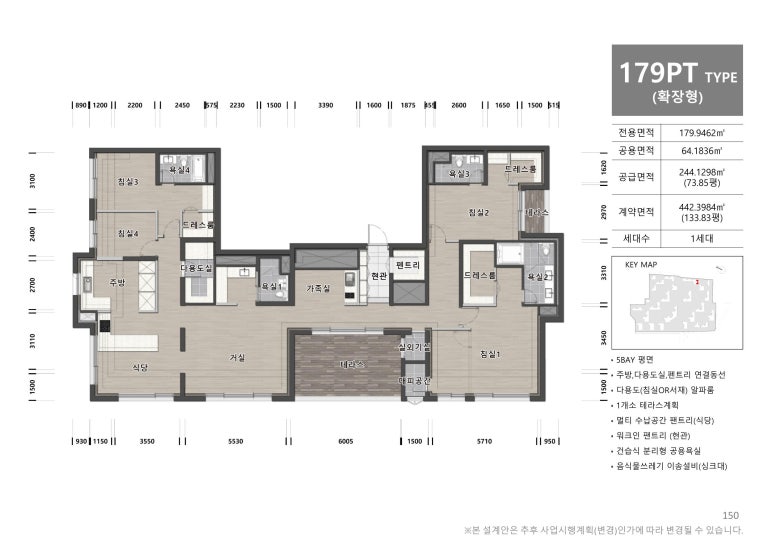 179PT TYPE
(확장형)
전용면적 179.9462㎡
공용면적 64.1836㎡
공급면적 244.1298㎡
(73.85평)
계약면적 442.3984㎡
(133.83평)
세대수 1세대
KEY MAP
• 5BAY 평면
• 주방,다용도실,팬트리 연결동선
• 다용도(침실OR서재) 알파룸
• 1개소 테라스계획
• 멀티 수납공간 팬트리(식당)
• 워크인 팬트리 (현관)
• 건습식 분리형 공용욕실
• 음식물쓰레기 이송설비(싱크대)
890 1200 2200 2450 575 2230 1500 3390 1600 1875 2600 1650 1500 515
3100
2400
2700
3110
1500
1620
2970
3310
3450
1500
침실3
욕실4
드레스룸
침실4
다용도실
주방
식당
거실
욕실1
가족실
현관
팬트리
테라스
실외기실
대피공간
욕실3
드레스룸
침실2
테라스
드레스룸
욕실2
침실1
930 1150 3550 5530 6005 1500 5710 950
150
※본 설계안은 추후 사업시행계획(변경)인가에 따라 변경될 수 있습니다.